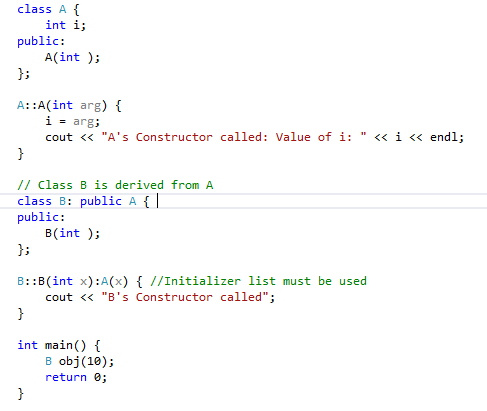 class A {
    int i;
public:
    A(int );
};

A::A(int arg) {
    i = arg;
    cout << "A's Constructor called: Value of i: " << i << endl;
}

// Class B is derived from A
class B: public A {
public:
    B(int );
};

B::B(int x):A(x) { //Initializer list must be used
    cout << "B's Constructor called";
}

int main() {
    B obj(10);
    return 0;
}